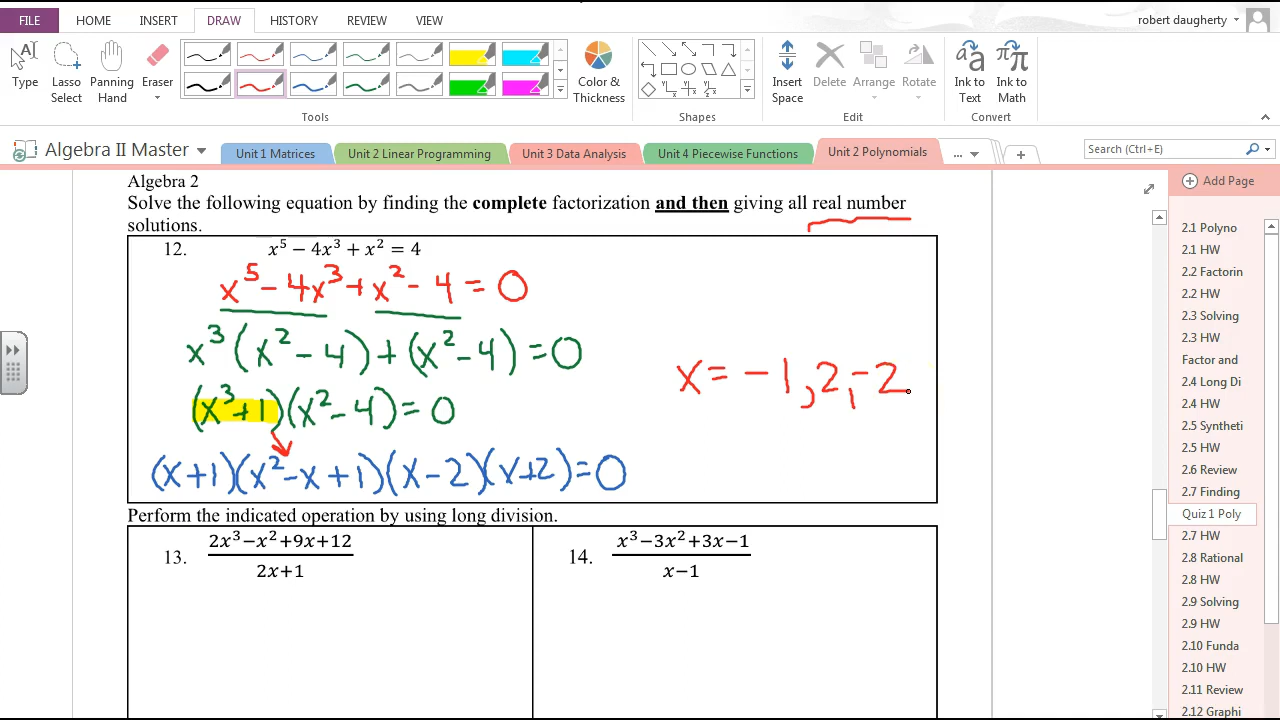 FILE HOME INSERT DRAW HISTORY REVIEW VIEW robert daugherty
Type Lasso Select Panning Hand Eraser Color & Thickness Insert Space Delete Arrange Rotate Ink to Text Ink to Math
Tools Shapes Edit Convert
Algebra II Master Unit 1 Matrices Unit 2 Linear Programming Unit 3 Data Analysis Unit 4 Piecewise Functions Unit 2 Polynomials ... Search (Ctrl+E)
Add Page
Algebra 2
Solve the following equation by finding the complete factorization and then giving all real number
solutions.
12. x⁵ − 4x³ + x² = 4
x⁵ - 4x³ + x² - 4 = 0
x³(x² - 4) + (x² - 4) = 0
x = -1, 2, -2
(x³ + 1)(x² - 4) = 0
(x + 1)(x² - x + 1)(x - 2)(x + 2) = 0
Perform the indicated operation by using long division.
13. 2x³−x²+9x+12
2x+1
14. x³−3x²+3x−1
x−1
2.1 Polyno
2.1 HW
2.2 Factorin
2.2 HW
2.3 Solving
2.3 HW
Factor and
2.4 Long Di
2.4 HW
2.5 Syntheti
2.5 HW
2.6 Review
2.7 Finding
Quiz 1 Poly
2.7 HW
2.8 Rational
2.8 HW
2.9 Solving
2.9 HW
2.10 Funda
2.10 HW
2.11 Review
2.12 Graphi